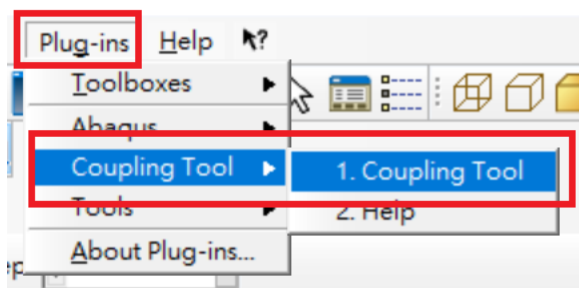 Plug-ins Help
Toolboxes
Abaqus
Coupling Tool
1. Coupling Tool
Tools
2. Help
About Plug-ins...